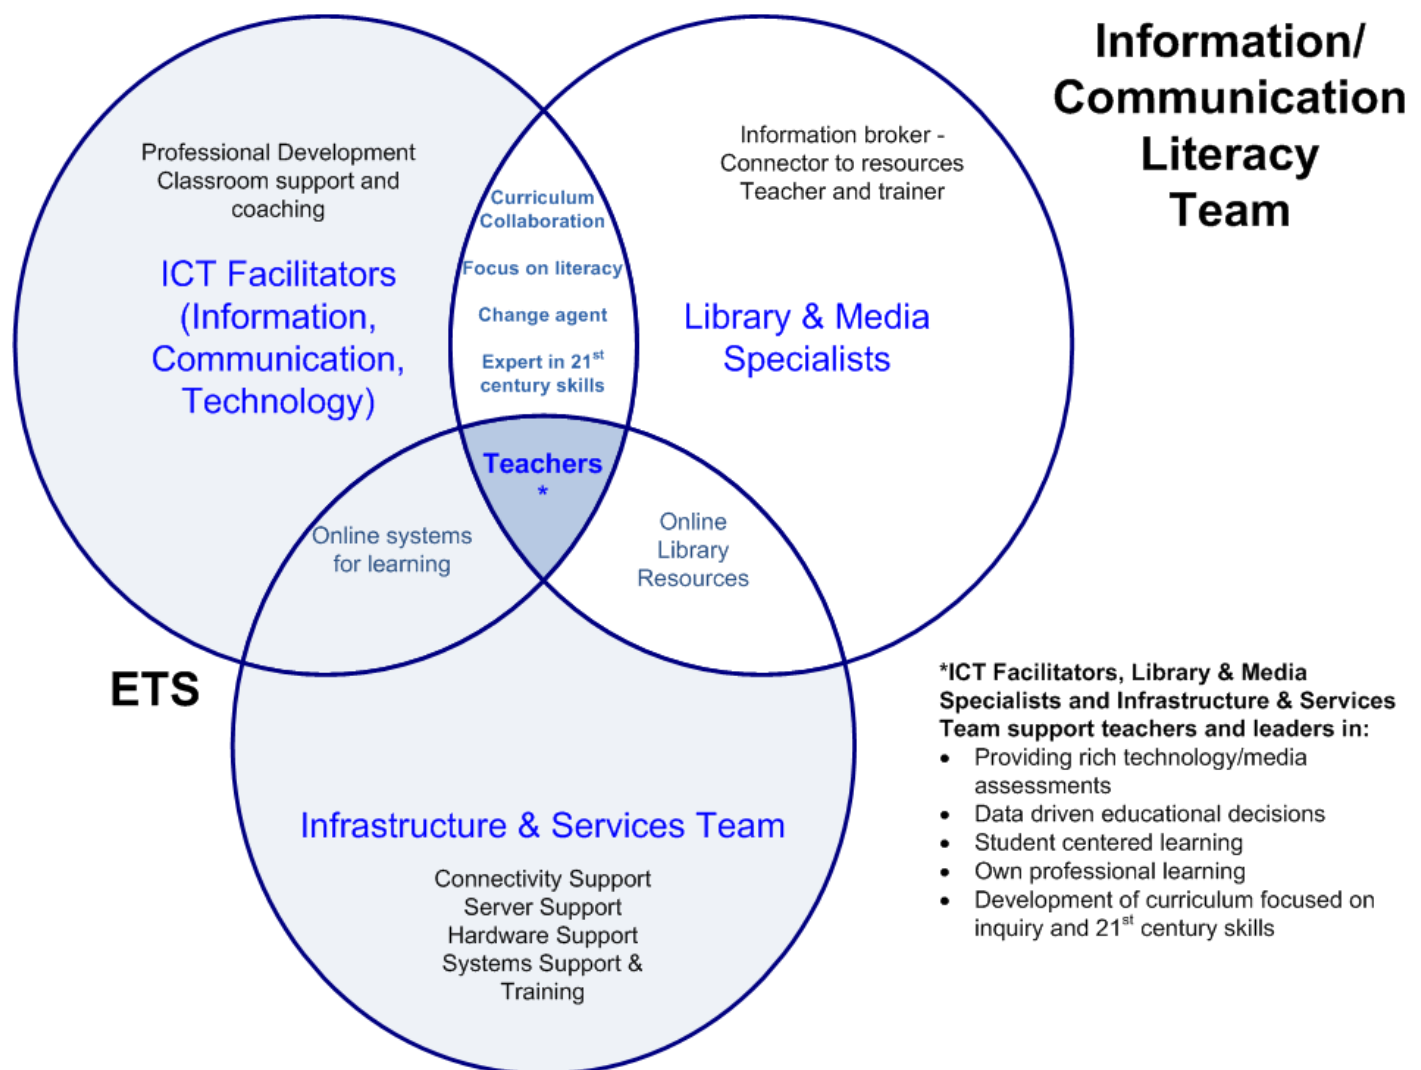 Information/
Communication
Literacy
Team
Professional Development
Classroom support and
coaching
ICT Facilitators
(Information,
Communication,
Technology)
Curriculum
Collaboration
Focus on literacy
Change agent
Expert in 21st
century skills
Information broker -
Connector to resources
Teacher and trainer
Library & Media
Specialists
Teachers
*
Online systems
for learning
Online
Library
Resources
ETS
Infrastructure & Services Team
Connectivity Support
Server Support
Hardware Support
Systems Support &
Training
*ICT Facilitators, Library & Media
Specialists and Infrastructure & Services
Team support teachers and leaders in:
• Providing rich technology/media
assessments
• Data driven educational decisions
• Student centered learning
• Own professional learning
• Development of curriculum focused on
inquiry and 21st century skills